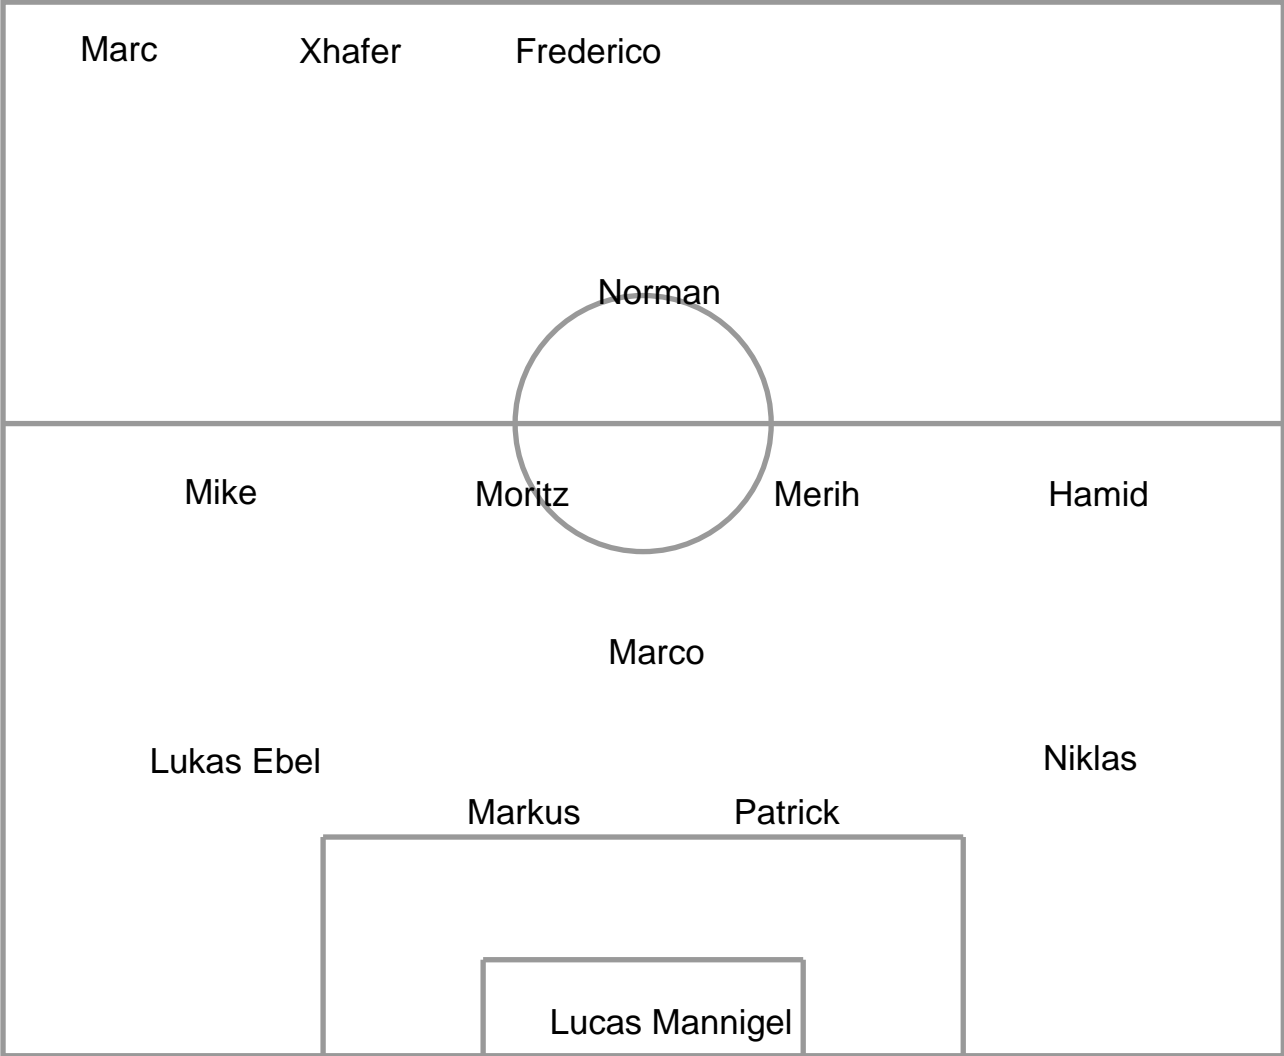 Marc Xhafer Frederico
Norman
Mike Moritz Merih Hamid
Marco
Lukas Ebel Niklas
Markus Patrick
Lucas Mannigel